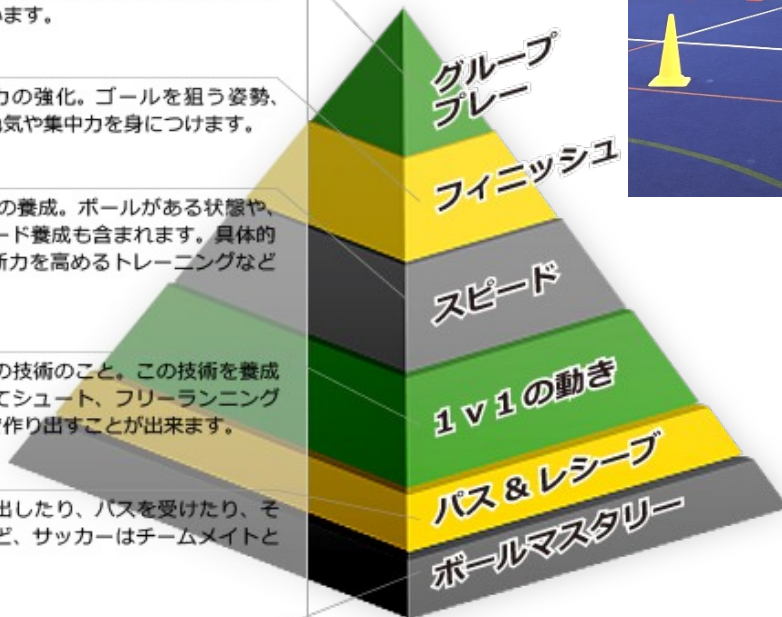 います。
力の強化。ゴールを狙う姿勢、
気や集中力を身につけます。
の養成。ボールがある状態や、
ード養成も含まれます。具体的
断力を高めるトレーニングなど
の技術のこと。この技術を養成
てシュート、フリーランニング
作り出すことが出来ます。
出したり、パスを受けたり、そ
ど、サッカーはチームメイトと
グループ
プレー
フィニッシュ
スピード
1v1の動き
パス&レシーブ
ボールマスタリー